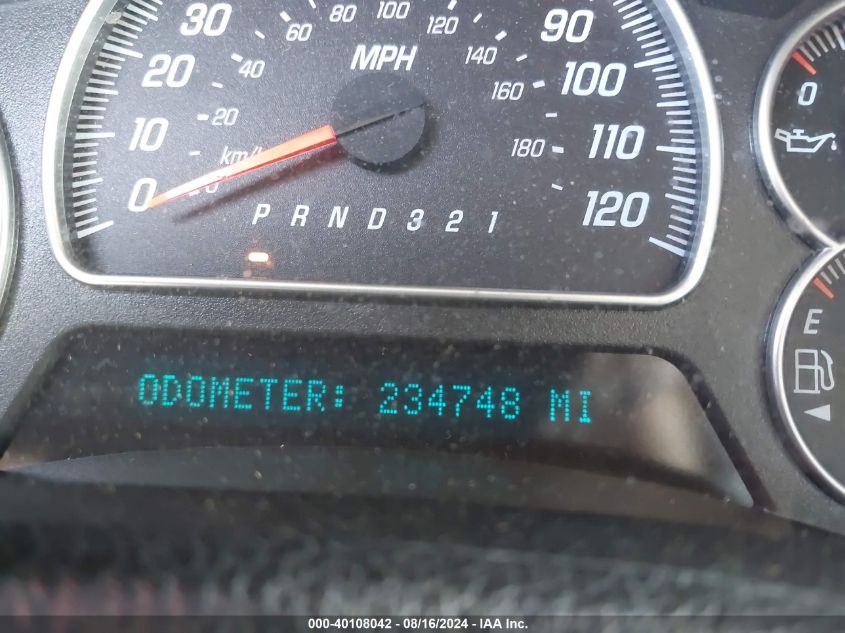 80 100 120
60 140
30 90
MPH
20 40 160 100
0
10 20 180 110
km/
0 120
P R N D 3 2 1
E
ODOMETER: 234748 MI
000-40108042 / 08/16/2024 - IAA Inc.